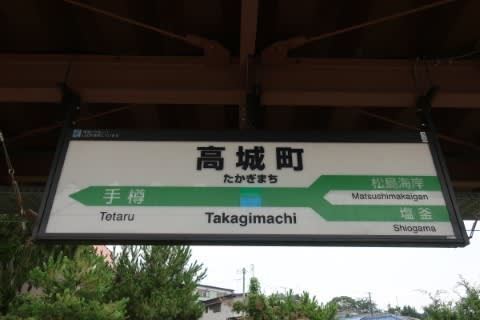 高城町
たかぎまち
手樽
松島海岸
Matsushimakaigan
塩釜
Tetaru
Takagimachi
Shiogama